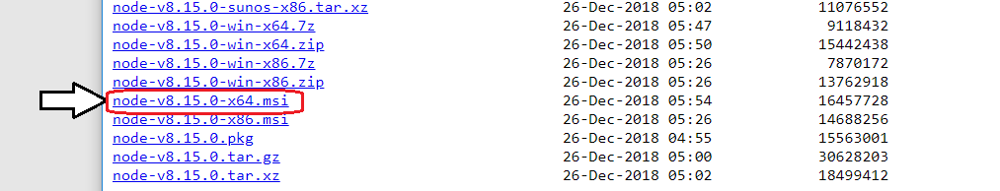 node-v8.15.0-sunos-x86.tar.xz 26-Dec-2018 05:02 11076552
node-v8.15.0-win-x64.7z 26-Dec-2018 05:47 9118432
node-v8.15.0-win-x64.zip 26-Dec-2018 05:50 15442438
node-v8.15.0-win-x86.7z 26-Dec-2018 05:26 7870172
node-v8.15.0-win-x86.zip 26-Dec-2018 05:26 13762918
node-v8.15.0-x64.msi 26-Dec-2018 05:54 16457728
node-v8.15.0-x86.msi 26-Dec-2018 05:26 14688256
node-v8.15.0.pkg 26-Dec-2018 04:55 15563001
node-v8.15.0.tar.gz 26-Dec-2018 05:00 30628203
node-v8.15.0.tar.xz 26-Dec-2018 05:02 18499412